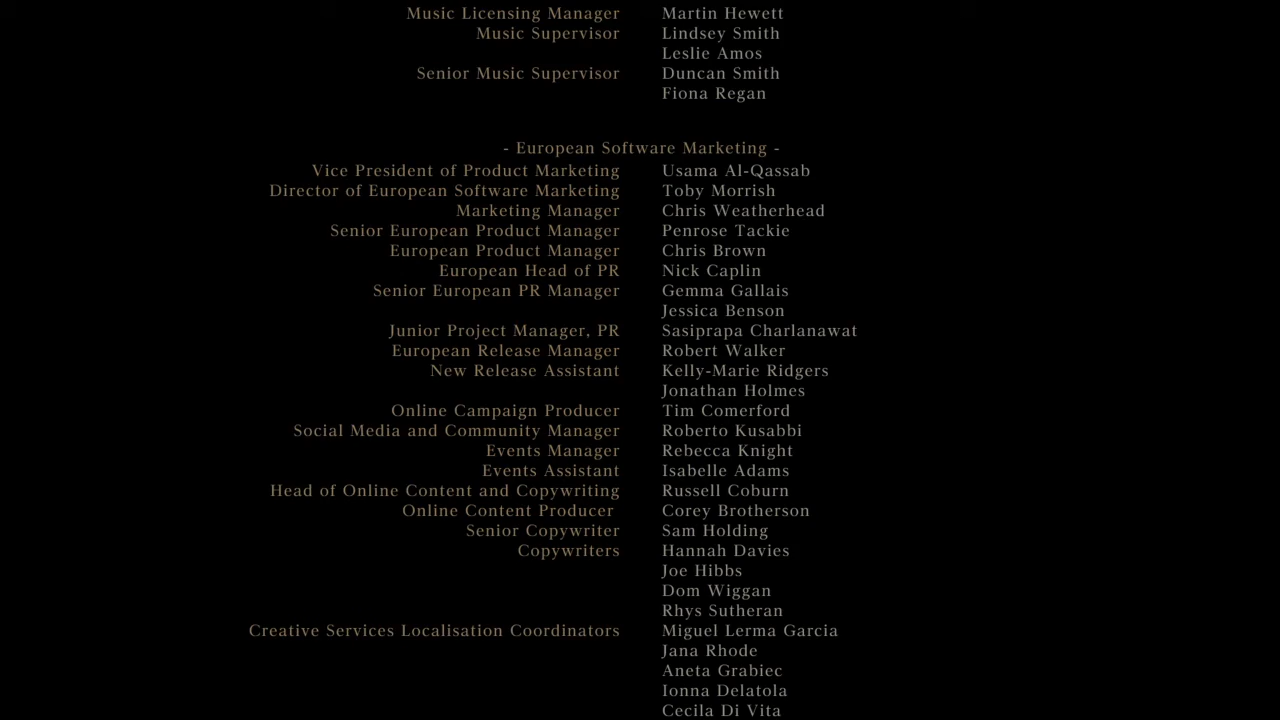 Music Licensing Manager Martin Hewett
Music Supervisor Lindsey Smith
Leslie Amos
Senior Music Supervisor Duncan Smith
Fiona Regan
- European Software Marketing -
Vice President of Product Marketing Usama Al-Qassab
Director of European Software Marketing Toby Morrish
Marketing Manager Chris Weatherhead
Senior European Product Manager Penrose Tackie
European Product Manager Chris Brown
European Head of PR Nick Caplin
Senior European PR Manager Gemma Gallais
Jessica Benson
Junior Project Manager, PR Sasiprapa Charlanawat
European Release Manager Robert Walker
New Release Assistant Kelly-Marie Ridgers
Jonathan Holmes
Online Campaign Producer Tim Comerford
Social Media and Community Manager Roberto Kusabbi
Events Manager Rebecca Knight
Events Assistant Isabelle Adams
Head of Online Content and Copywriting Russell Coburn
Online Content Producer Corey Brotherson
Senior Copywriter Sam Holding
Copywriters Hannah Davies
Joe Hibbs
Dom Wiggan
Rhys Sutheran
Creative Services Localisation Coordinators Miguel Lerma Garcia
Jana Rhode
Aneta Grabiec
Ionna Delatola
Cecila Di Vita